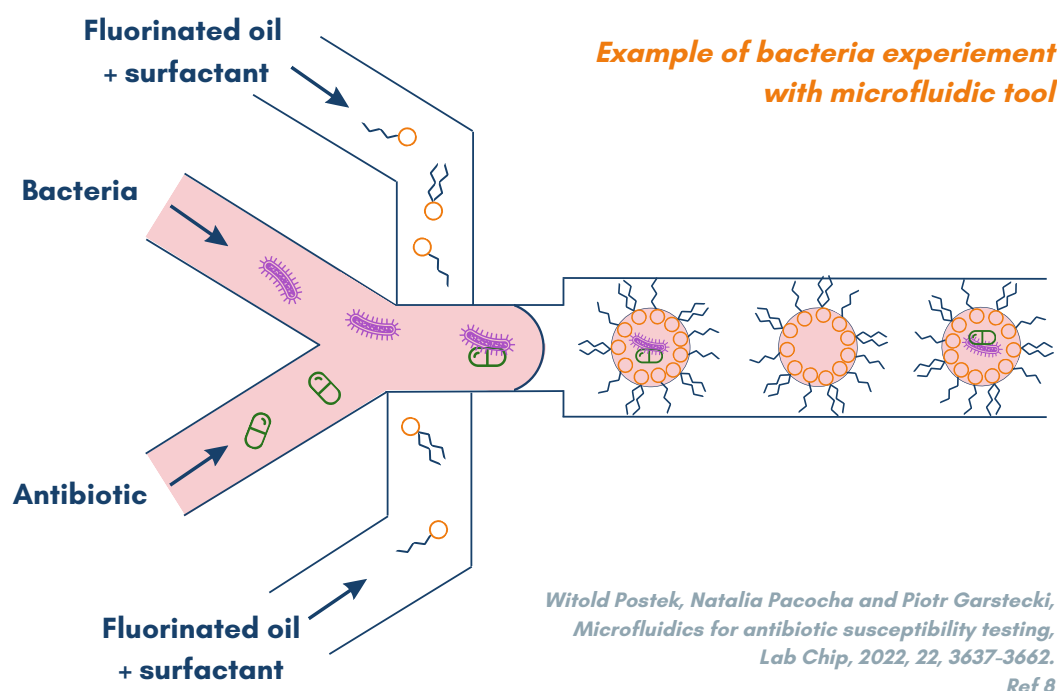 Fluorinated oil
+ surfactant
Example of bacteria experiement
with microfluidic tool
Bacteria
Antibiotic
Fluorinated oil
+ surfactant
Witold Postek, Natalia Pacocha and Piotr Garstecki,
Microfluidics for antibiotic susceptibility testing,
Lab Chip, 2022, 22, 3637-3662.
Ref 8